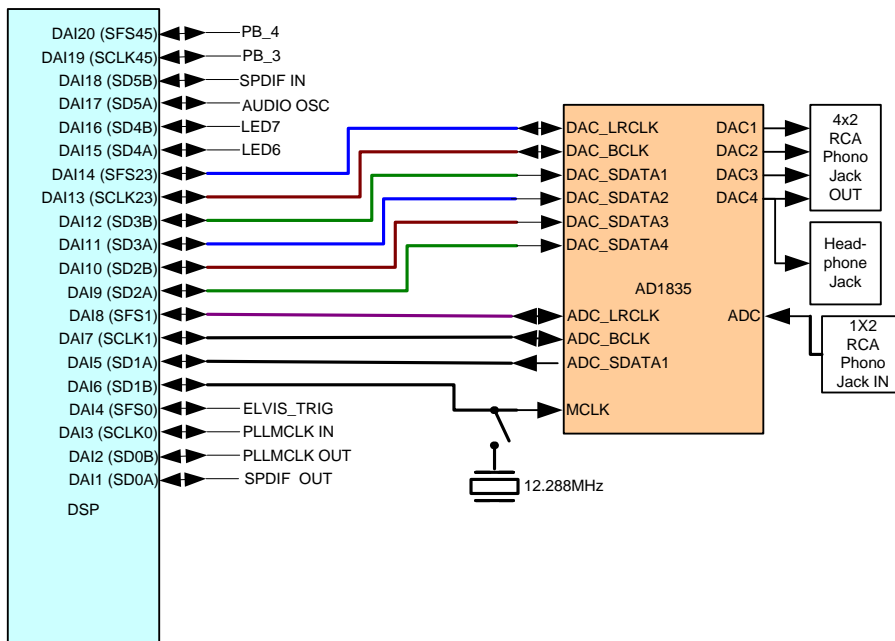 DAI20 (SFS45) PB_4
DAI19 (SCLK45) PB_3
DAI18 (SD5B) SPDIF IN
DAI17 (SD5A) AUDIO OSC
DAI16 (SD4B) LED7
DAI15 (SD4A) LED6
DAI14 (SFS23)
DAI13 (SCLK23)
DAI12 (SD3B)
DAI11 (SD3A)
DAI10 (SD2B)
DAI9 (SD2A)
DAI8 (SFS1)
DAI7 (SCLK1)
DAI5 (SD1A)
DAI6 (SD1B)
DAI4 (SFS0) ELVIS_TRIG
DAI3 (SCLK0) PLLMCLK IN
DAI2 (SD0B) PLLMCLK OUT
DAI1 (SD0A) SPDIF OUT
DSP
DAC_LRCLK DAC1
DAC_BCLK DAC2
DAC_SDATA1 DAC3
DAC_SDATA2 DAC4
DAC_SDATA3
DAC_SDATA4
AD1835
ADC_LRCLK ADC
ADC_BCLK
ADC_SDATA1
MCLK
12.288MHz
4x2
RCA
Phono
Jack
OUT
Head-
phone
Jack
1X2
RCA
Phono
Jack IN